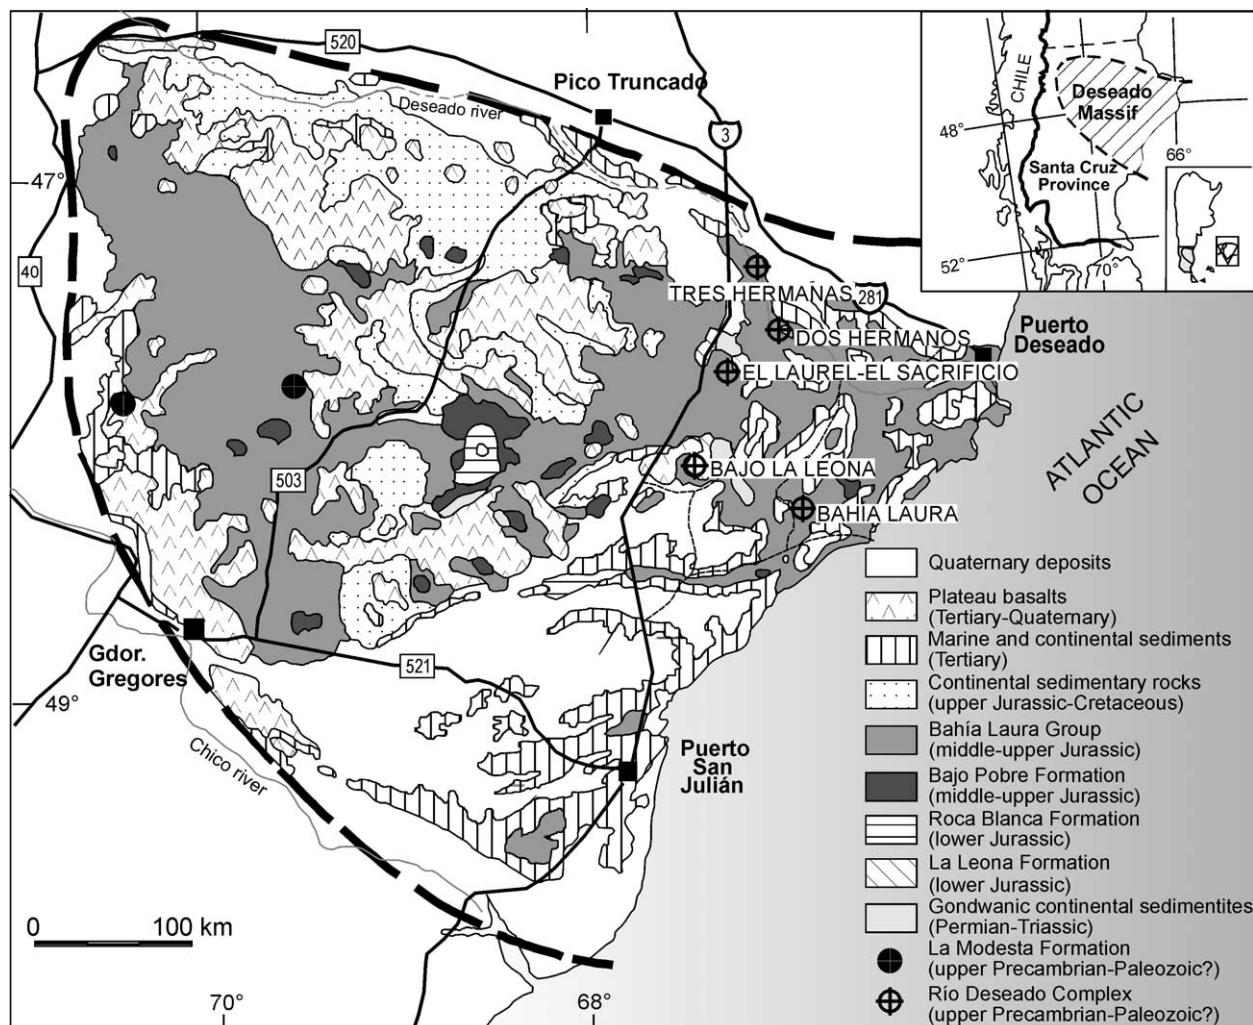 520
Pico Truncado
Deseado river
3
47°
40
TRES HERMANAS
281
DOS HERMANOS
Puerto
Deseado
EL LAUREL-EL SACRIFICIO
503
BAJO LA LEONA
BAHÍA LAURA
ATLANTIC
OCEAN
Gdor.
Gregores
521
49°
Chico river
Puerto
San
Julián
0 100 km
70°
68°
CHILE
Deseado
Massif
48°
66°
Santa Cruz
Province
52°
70°
Quaternary deposits
Plateau basalts
(Tertiary-Quaternary)
Marine and continental sediments
(Tertiary)
Continental sedimentary rocks
(upper Jurassic-Cretaceous)
Bahía Laura Group
(middle-upper Jurassic)
Bajo Pobre Formation
(middle-upper Jurassic)
Roca Blanca Formation
(lower Jurassic)
La Leona Formation
(lower Jurassic)
Gondwanic continental sedimentites
(Permian-Triassic)
La Modesta Formation
(upper Precambrian-Paleozoic?)
Río Deseado Complex
(upper Precambrian-Paleozoic?)